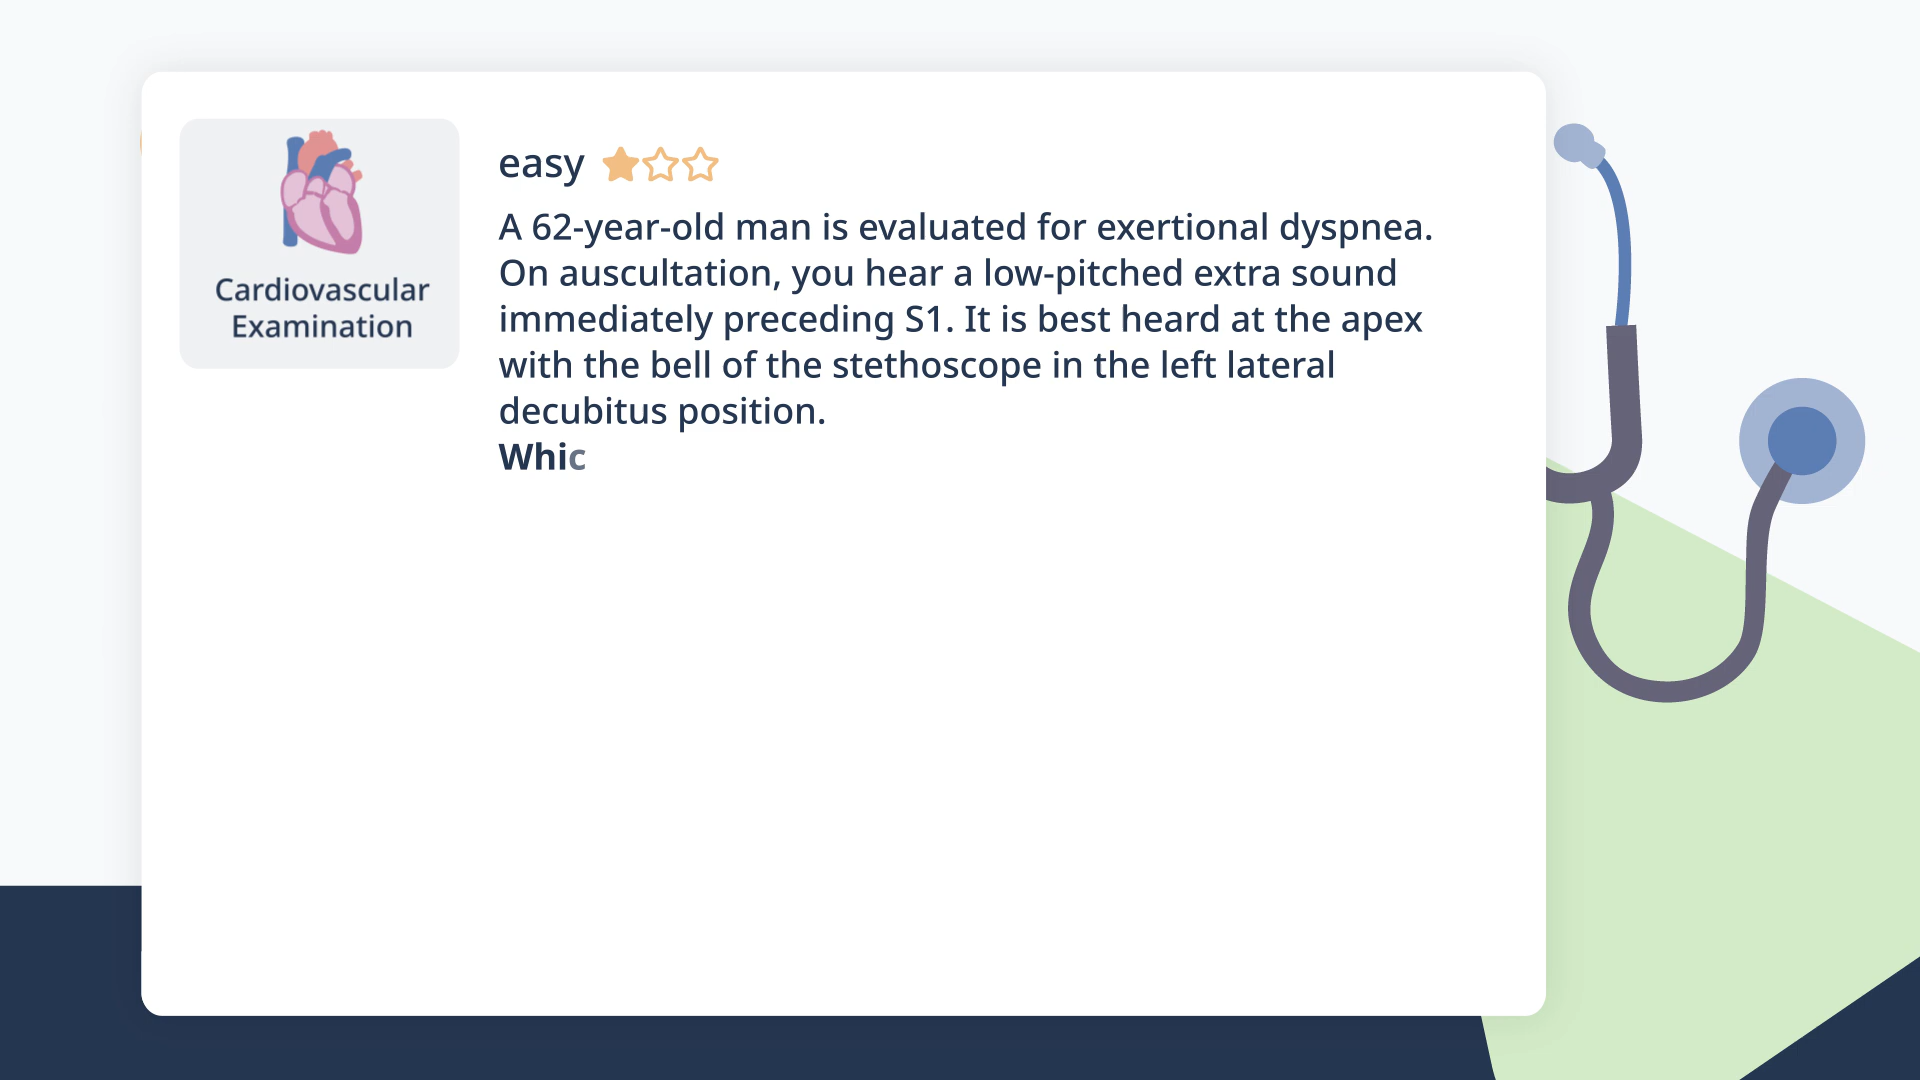 Cardiovascular
Examination
easy
A 62-year-old man is evaluated for exertional dyspnea.
On auscultation, you hear a low-pitched extra sound
immediately preceding S1. It is best heard at the apex
with the bell of the stethoscope in the left lateral
decubitus position.
Whic